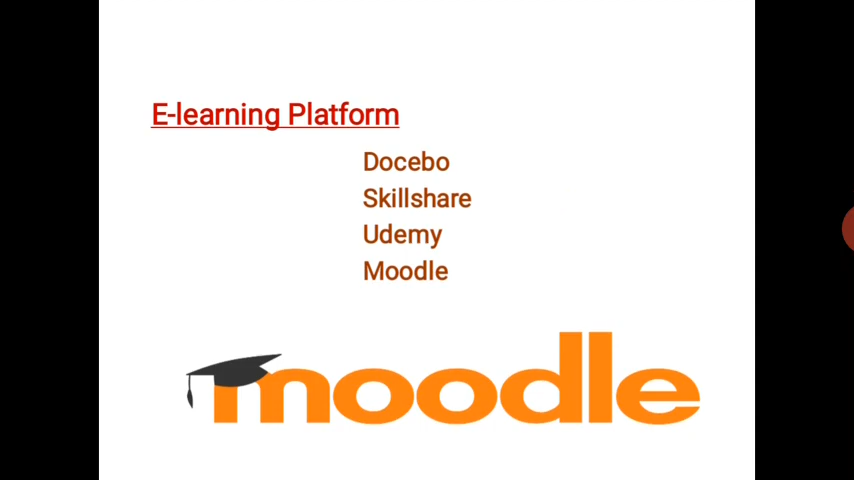 E-learning Platform
Docebo
Skillshare
Udemy
Moodle
moodle